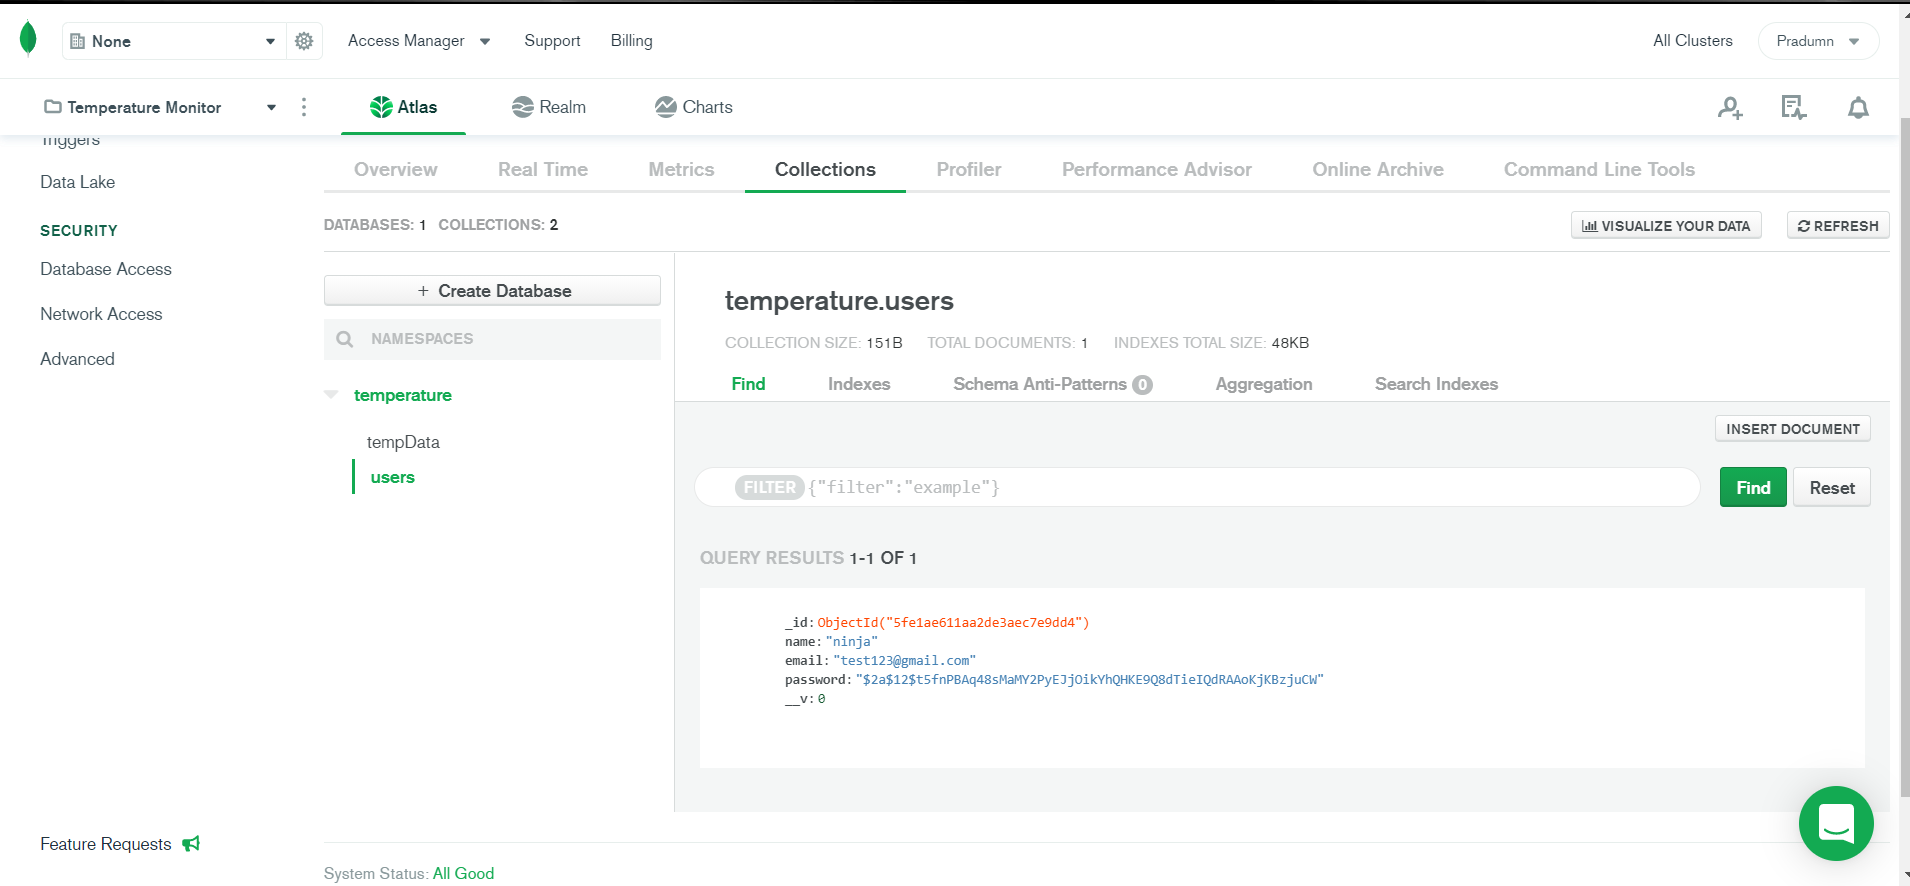 None Access Manager Support Billing All Clusters Pradumn
Temperature Monitor Atlas Realm Charts
Triggers
Data Lake
SECURITY
Database Access
Network Access
Advanced
Feature Requests
Overview Real Time Metrics Collections Profiler Performance Advisor Online Archive Command Line Tools
DATABASES: 1 COLLECTIONS: 2 VISUALIZE YOUR DATA REFRESH
+ Create Database
NAMESPACES
temperature
tempData
users
temperature.users
COLLECTION SIZE: 151B TOTAL DOCUMENTS: 1 INDEXES TOTAL SIZE: 48KB
Find Indexes Schema Anti-Patterns 0 Aggregation Search Indexes
INSERT DOCUMENT
FILTER {"filter":"example"} Find Reset
QUERY RESULTS 1-1 OF 1
_id: ObjectId("5fe1ae611aa2de3aec7e9dd4")
name: "ninja"
email: "test123@gmail.com"
password: "$2a$12$t5fnPBAq48sMaMY2PyEJjOikYhQHKE9Q8dTieIQdRAAoKjKBzjuCW"
__v: 0
System Status: All Good